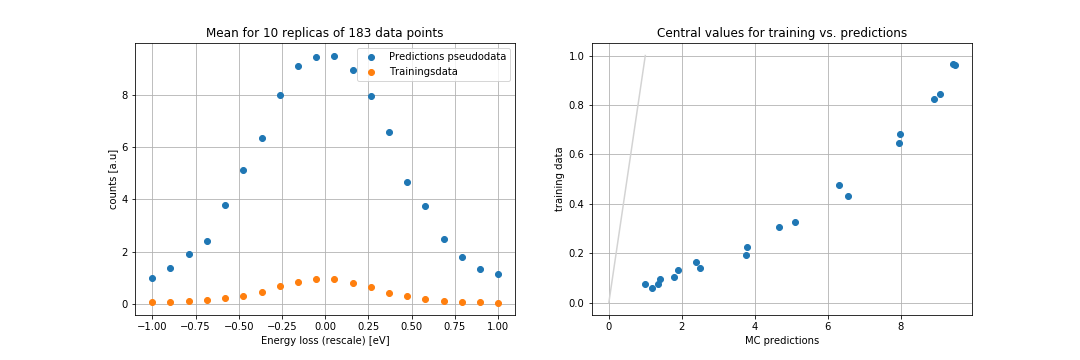 Mean for 10 replicas of 183 data points
Predictions pseudodata
Trainingsdata
counts [a.u]
8
6
4
2
0
−1.00 −0.75 −0.50 −0.25 0.00 0.25 0.50 0.75 1.00
Energy loss (rescale) [eV]
Central values for training vs. predictions
training data
1.0
0.8
0.6
0.4
0.2
0.0
0 2 4 6 8
MC predictions